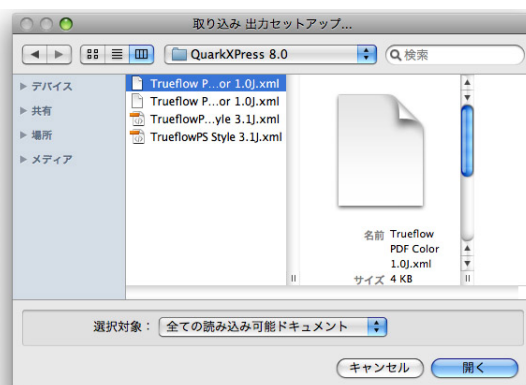 取り込み 出力セットアップ...
QuarkXPress 8.0
検索
デバイス
共有
場所
メディア
Trueflow P...or 1.0J.xml
Trueflow P...or 1.0J.xml
TrueflowP...yle 3.1J.xml
TrueflowPS Style 3.1J.xml
名前 Trueflow
PDF Color
1.0J.xml
サイズ 4 KB
選択対象： 全ての読み込み可能ドキュメント
キャンセル 開く